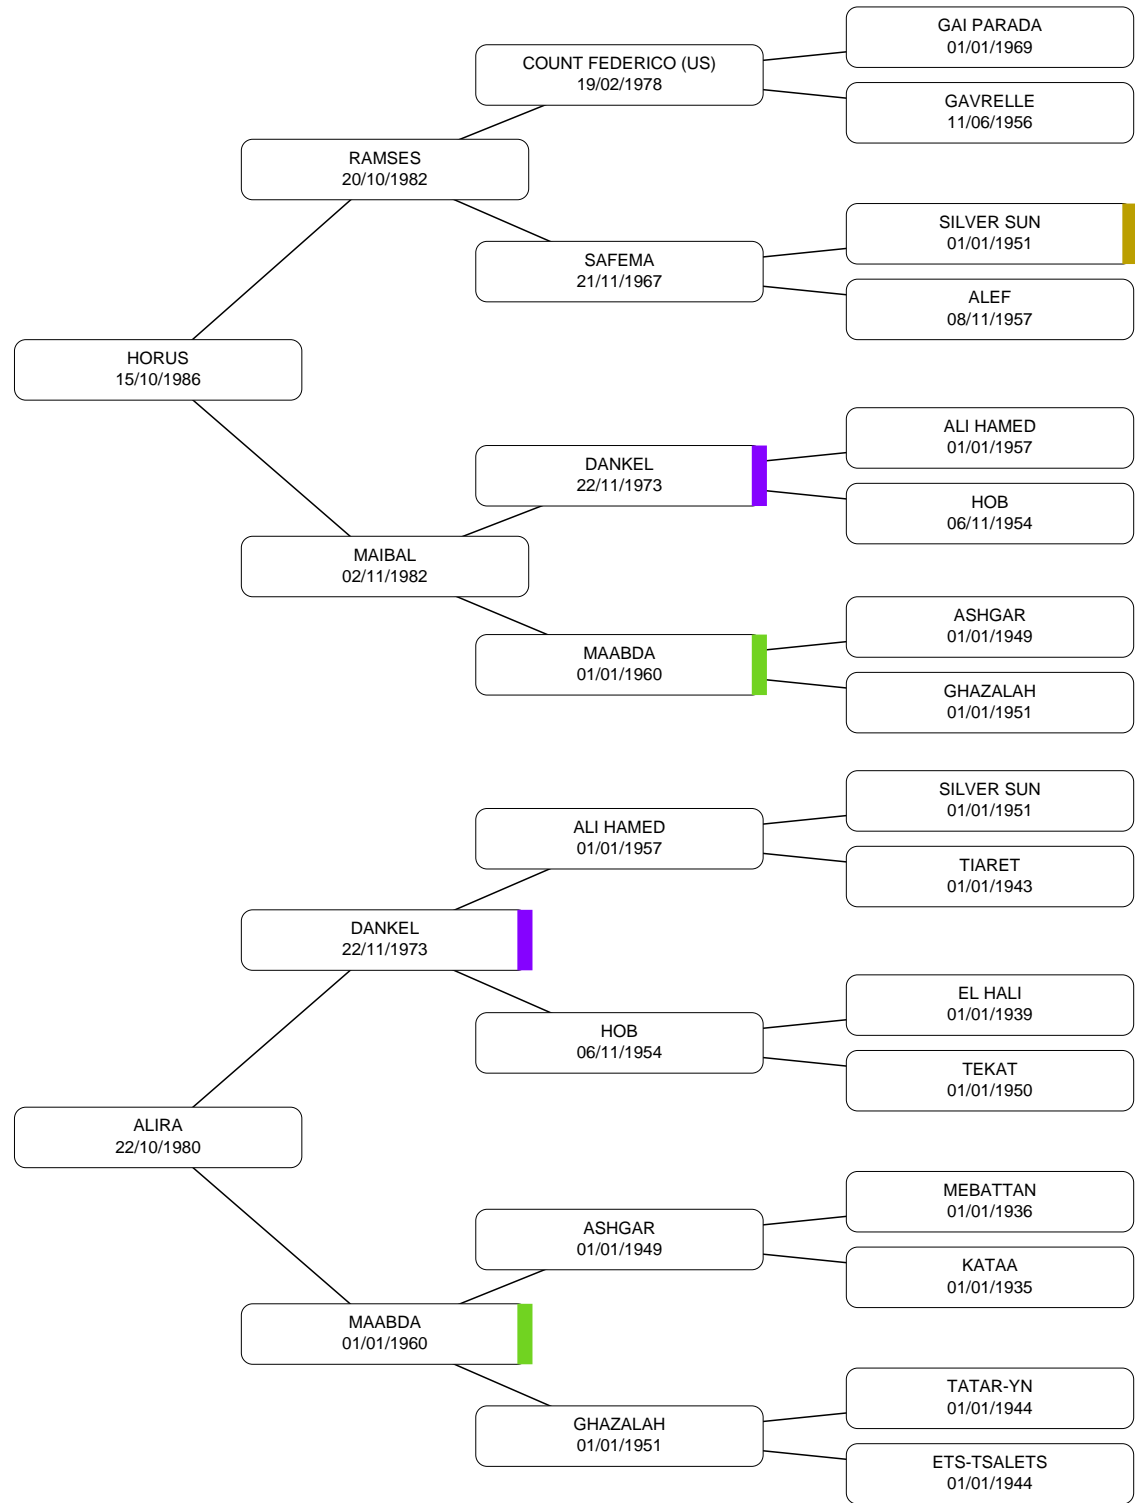 GAI PARADA
01/01/1969
COUNT FEDERICO (US)
19/02/1978
GAVRELLE
11/06/1956
RAMSES
20/10/1982
SILVER SUN
01/01/1951
SAFEMA
21/11/1967
ALEF
08/11/1957
HORUS
15/10/1986
ALI HAMED
01/01/1957
DANKEL
22/11/1973
HOB
06/11/1954
MAIBAL
02/11/1982
ASHGAR
01/01/1949
MAABDA
01/01/1960
GHAZALAH
01/01/1951
SILVER SUN
01/01/1951
ALI HAMED
01/01/1957
TIARET
01/01/1943
DANKEL
22/11/1973
EL HALI
01/01/1939
HOB
06/11/1954
TEKAT
01/01/1950
ALIRA
22/10/1980
MEBATTAN
01/01/1936
ASHGAR
01/01/1949
KATAA
01/01/1935
MAABDA
01/01/1960
TATAR-YN
01/01/1944
GHAZALAH
01/01/1951
ETS-TSALETS
01/01/1944